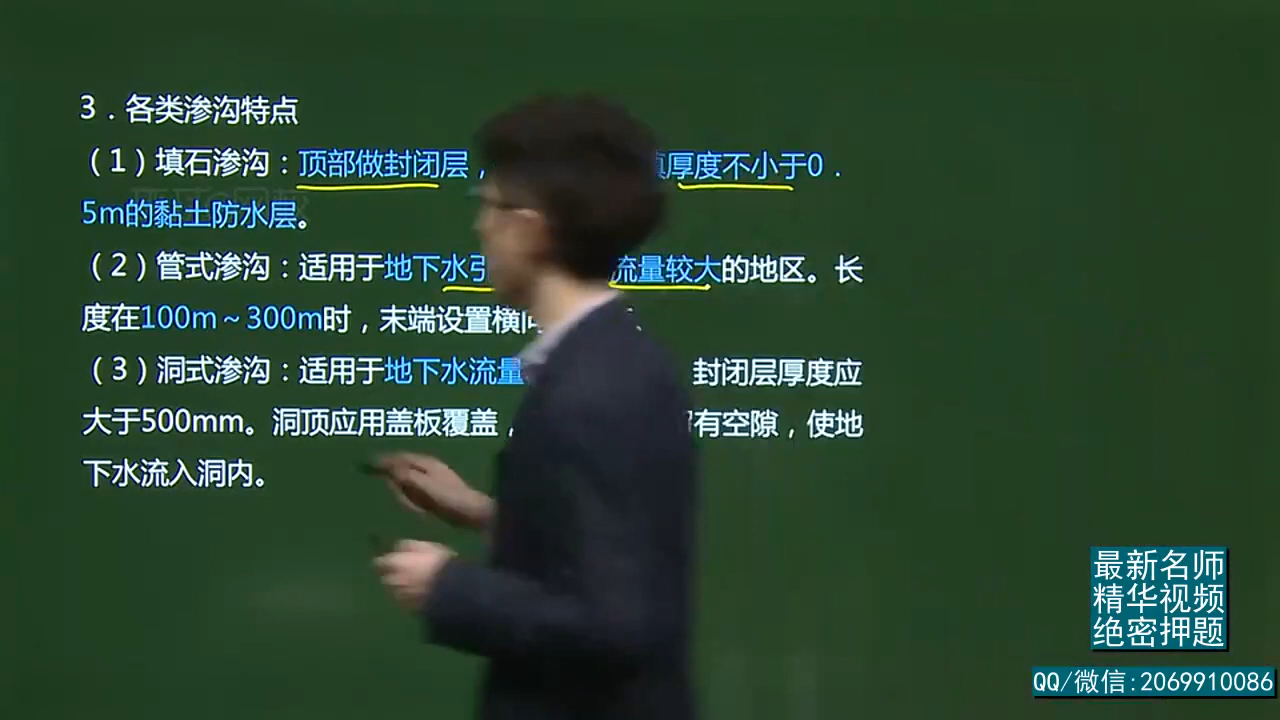 3．各类渗沟特点
（1）填石渗沟：顶部做封闭层， 填厚度不小于0．
5m的黏土防水层。
（2）管式渗沟：适用于地下水引 流量较大的地区。长
度在100m～300m时，末端设置横向
（3）洞式渗沟：适用于地下水流量 封闭层厚度应
大于500mm。洞顶应用盖板覆盖， 留有空隙，使地
下水流入洞内。
最新名师
精华视频
绝密押题
QQ/微信:2069910086